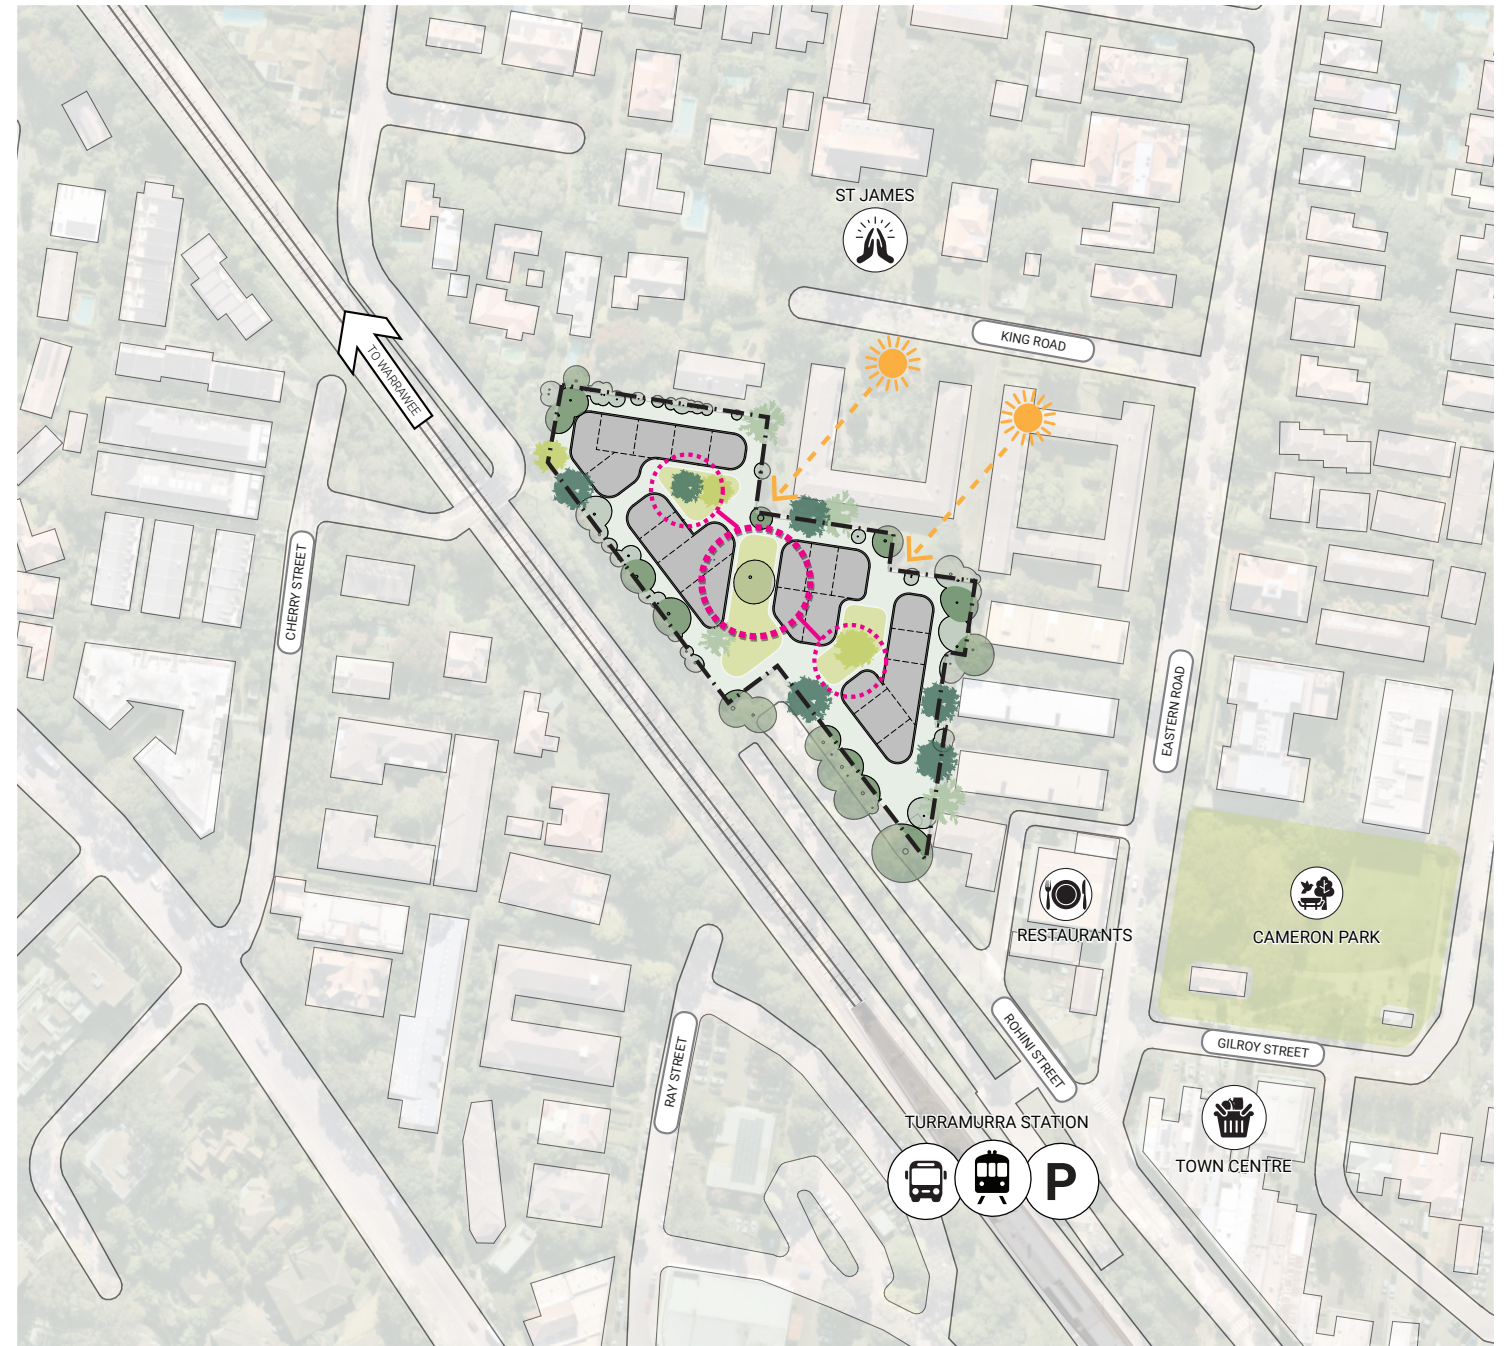 ST JAMES
KING ROAD
TO WARRAWEE
CHERRY STREET
EASTERN ROAD
RESTAURANTS
CAMERON PARK
ROHINI STREET
GILROY STREET
RAY STREET
TURRAMURRA STATION
P
TOWN CENTRE